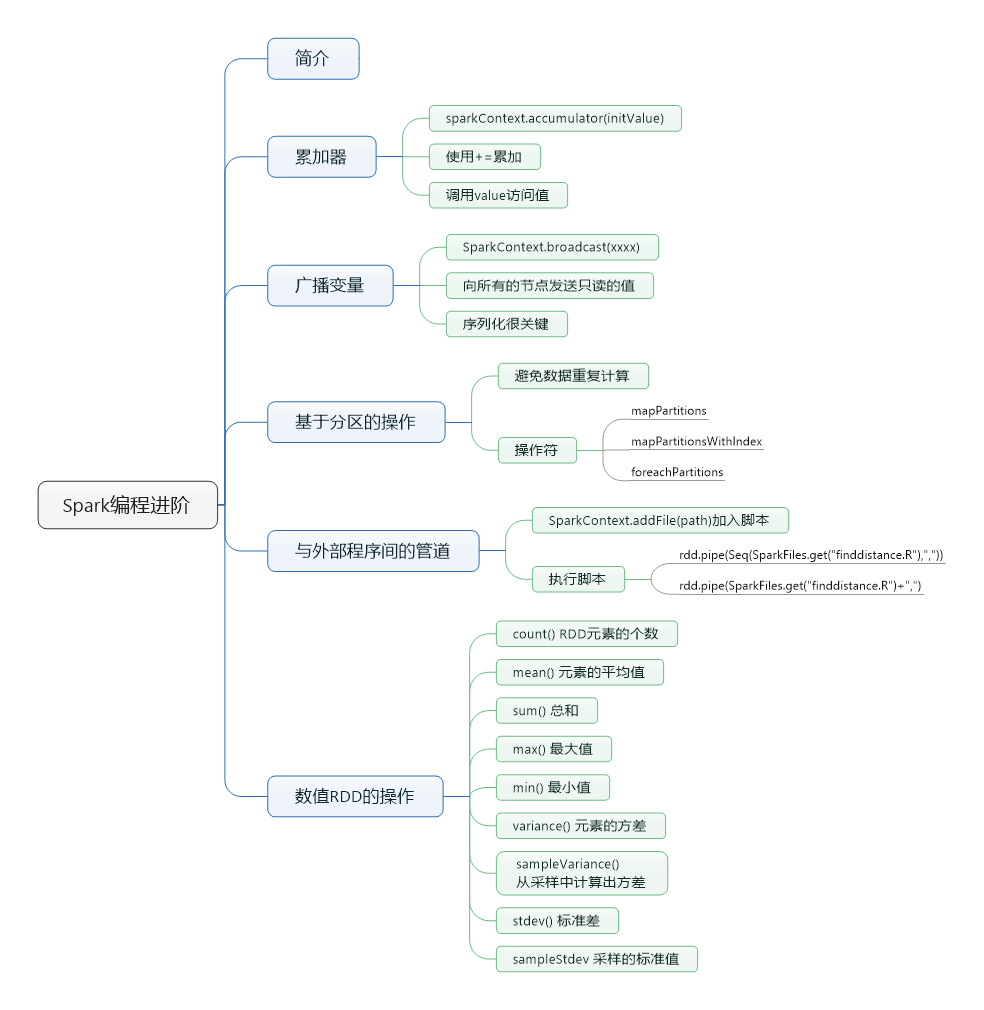 简介
累加器
sparkContext.accumulator(initValue)
使用+=累加
调用value访问值
广播变量
SparkContext.broadcast(xxxx)
向所有的节点发送只读的值
序列化很关键
基于分区的操作
避免数据重复计算
操作符
mapPartitions
mapPartitionsWithIndex
foreachPartitions
Spark编程进阶
与外部程序间的管道
SparkContext.addFile(path)加入脚本
执行脚本
rdd.pipe(Seq(SparkFiles.get("finddistance.R"),","))
rdd.pipe(SparkFiles.get("finddistance.R")+",")
数值RDD的操作
count() RDD元素的个数
mean() 元素的平均值
sum() 总和
max() 最大值
min() 最小值
variance() 元素的方差
sampleVariance()
从采样中计算出方差
stdev() 标准差
sampleStdev 采样的标准值